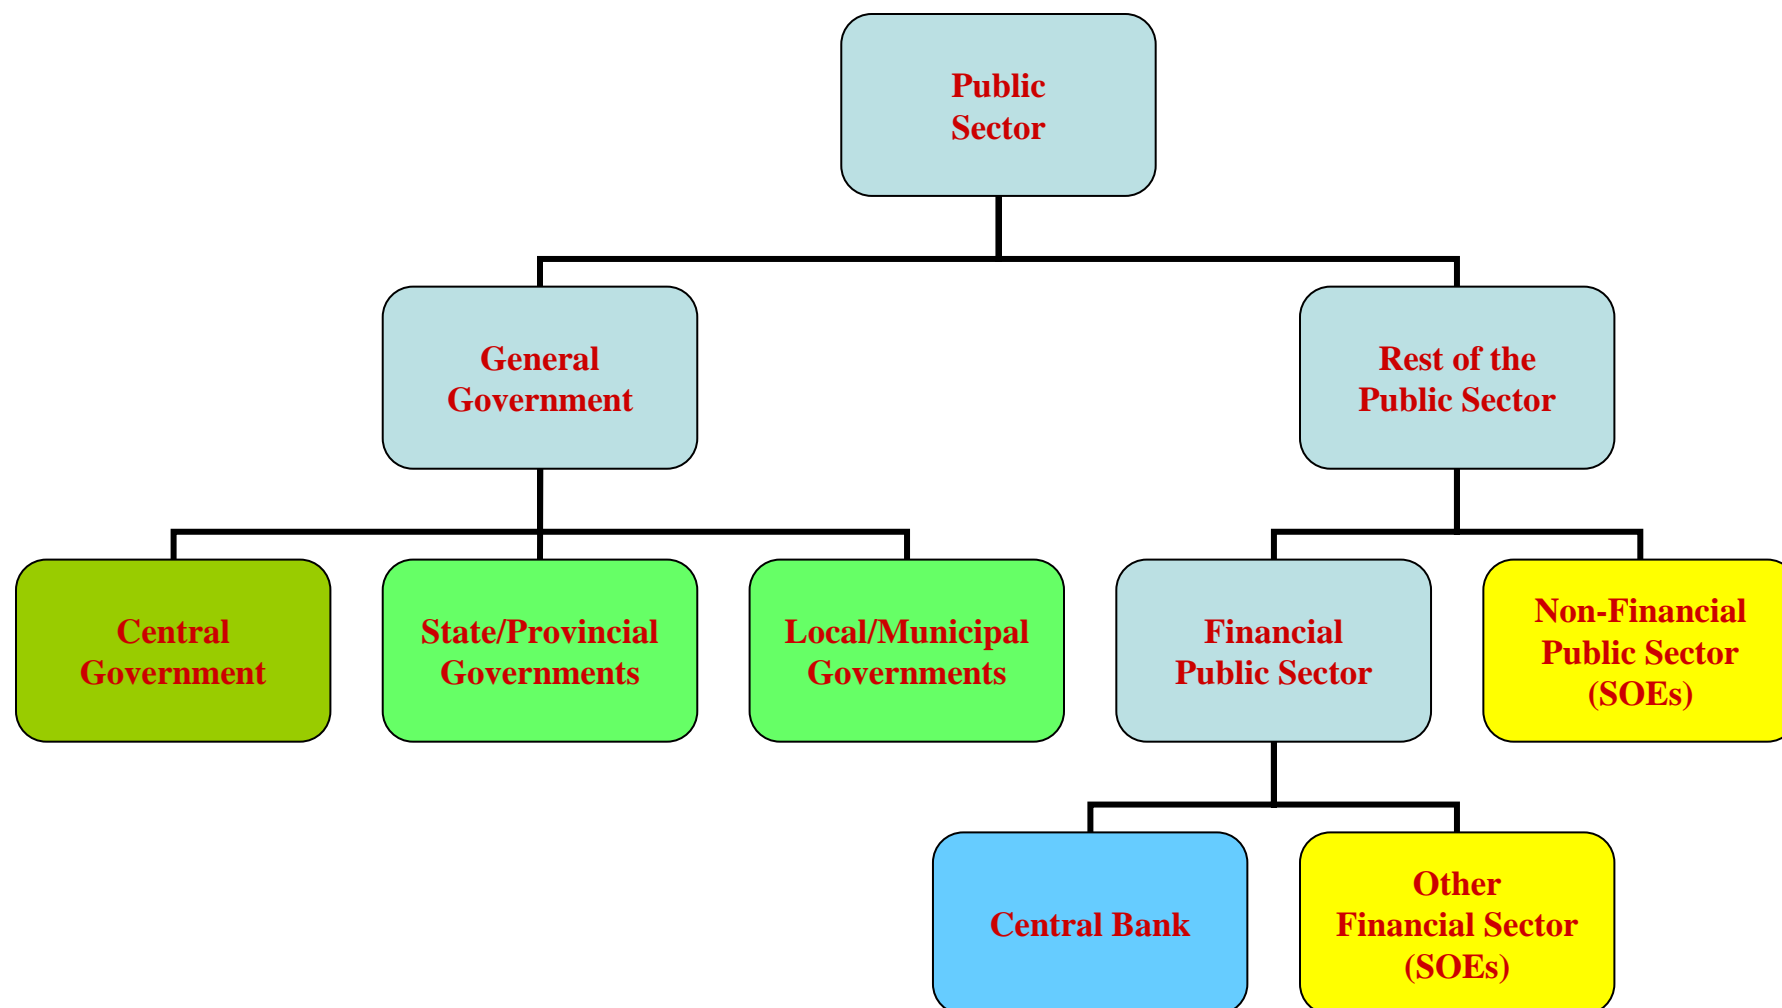 Public
Sector
General
Government
Rest of the
Public Sector
Central
Government
State/Provincial
Governments
Local/Municipal
Governments
Financial
Public Sector
Non-Financial
Public Sector
(SOEs)
Central Bank
Other
Financial Sector
(SOEs)